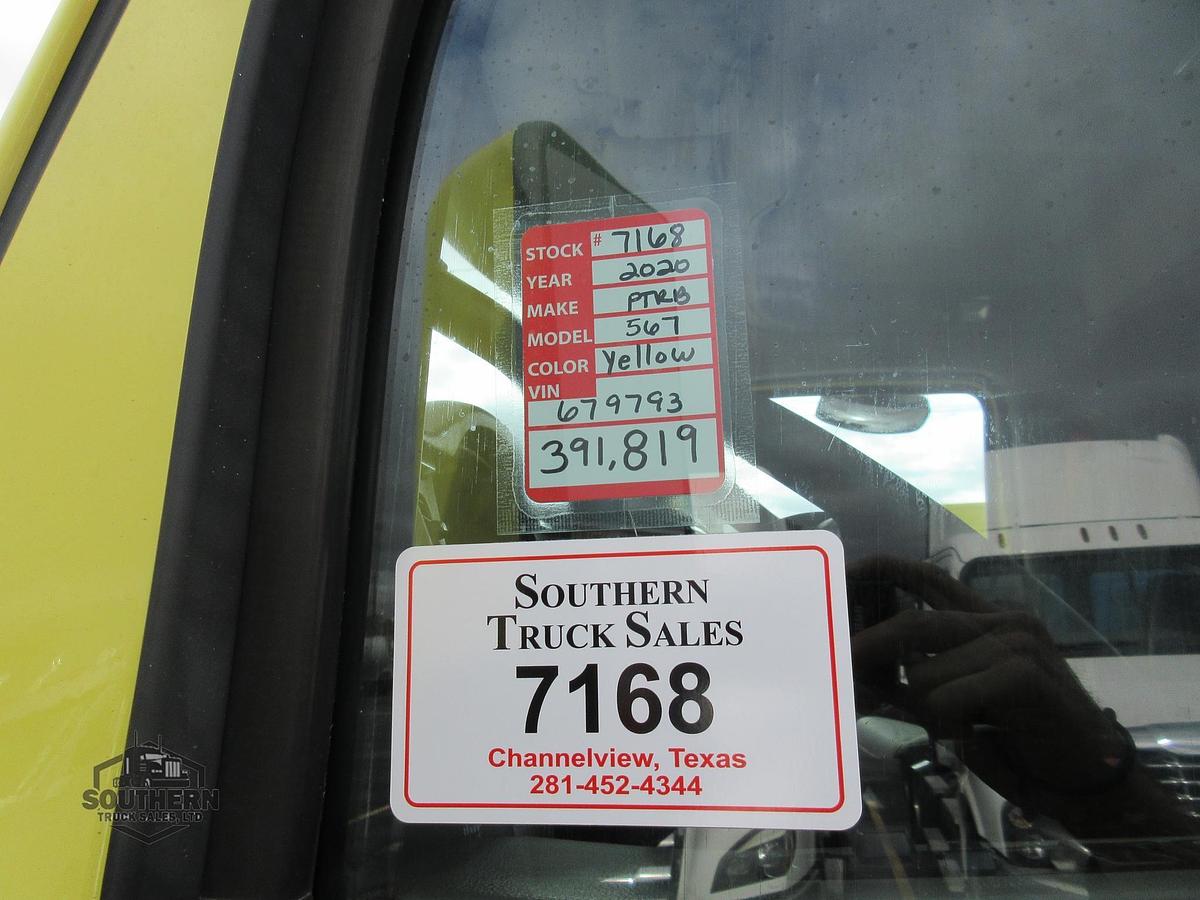 STOCK # 7168
YEAR 2020
MAKE PTRB
MODEL 567
COLOR Yellow
VIN
679793
391,819
SOUTHERN
TRUCK SALES
7168
Channelview, Texas
281-452-4344
SOUTHERN
TRUCK SALES, LTD